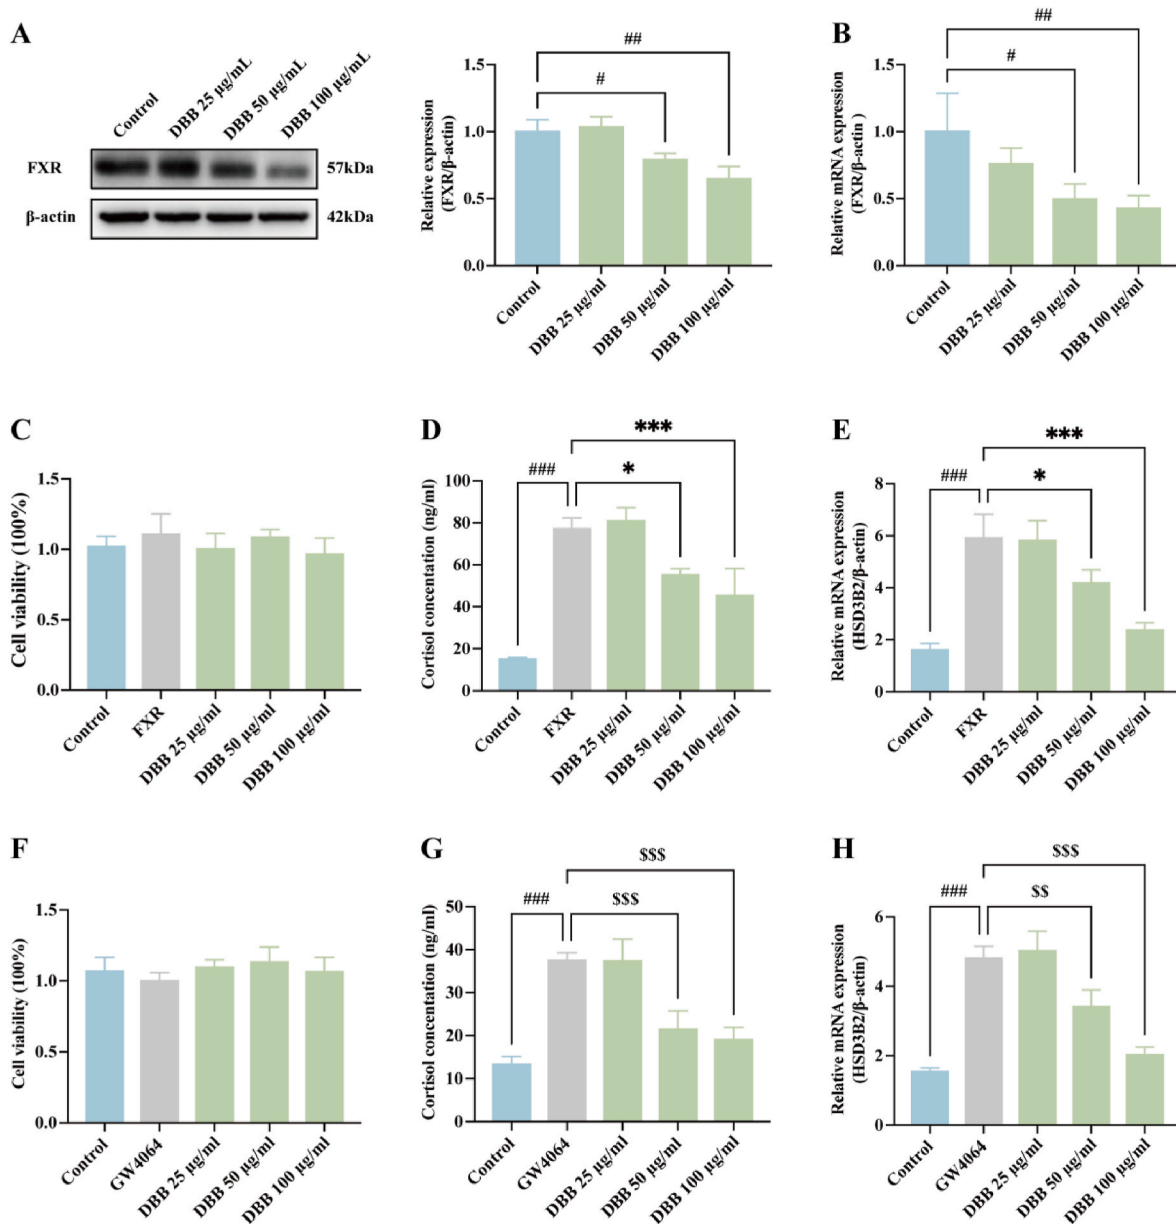 A
Control
DBB 25 μg/mL
DBB 50 μg/mL
DBB 100 μg/mL
FXR
57kDa
β-actin
42kDa
Relative expression
(FXR/β-actin)
1.5
1.0
0.5
0.0
#
##
Control
DBB 25 μg/ml
DBB 50 μg/ml
DBB 100 μg/ml
B
Relative mRNA expression
(FXR/β-actin )
1.5
1.0
0.5
0.0
#
##
Control
DBB 25 μg/ml
DBB 50 μg/ml
DBB 100 μg/ml
C
Cell viability (100%)
1.5
1.0
0.5
0.0
Control
FXR
DBB 25 μg/ml
DBB 50 μg/ml
DBB 100 μg/ml
D
Cortisol concentation (ng/ml)
100
80
60
40
20
0
###
*
***
Control
FXR
DBB 25 μg/ml
DBB 50 μg/ml
DBB 100 μg/ml
E
Relative mRNA expression
(HSD3B2/β-actin)
8
6
4
2
0
###
*
***
Control
FXR
DBB 25 μg/ml
DBB 50 μg/ml
DBB 100 μg/ml
F
Cell viability (100%)
1.5
1.0
0.5
0.0
Control
GW4064
DBB 25 μg/ml
DBB 50 μg/ml
DBB 100 μg/ml
G
Cortisol concentation (ng/ml)
50
40
30
20
10
0
###
$$$
$$$
Control
GW4064
DBB 25 μg/ml
DBB 50 μg/ml
DBB 100 μg/ml
H
Relative mRNA expression
(HSD3B2/β-actin)
6
4
2
0
###
$$
$$$
Control
GW4064
DBB 25 μg/ml
DBB 50 μg/ml
DBB 100 μg/ml